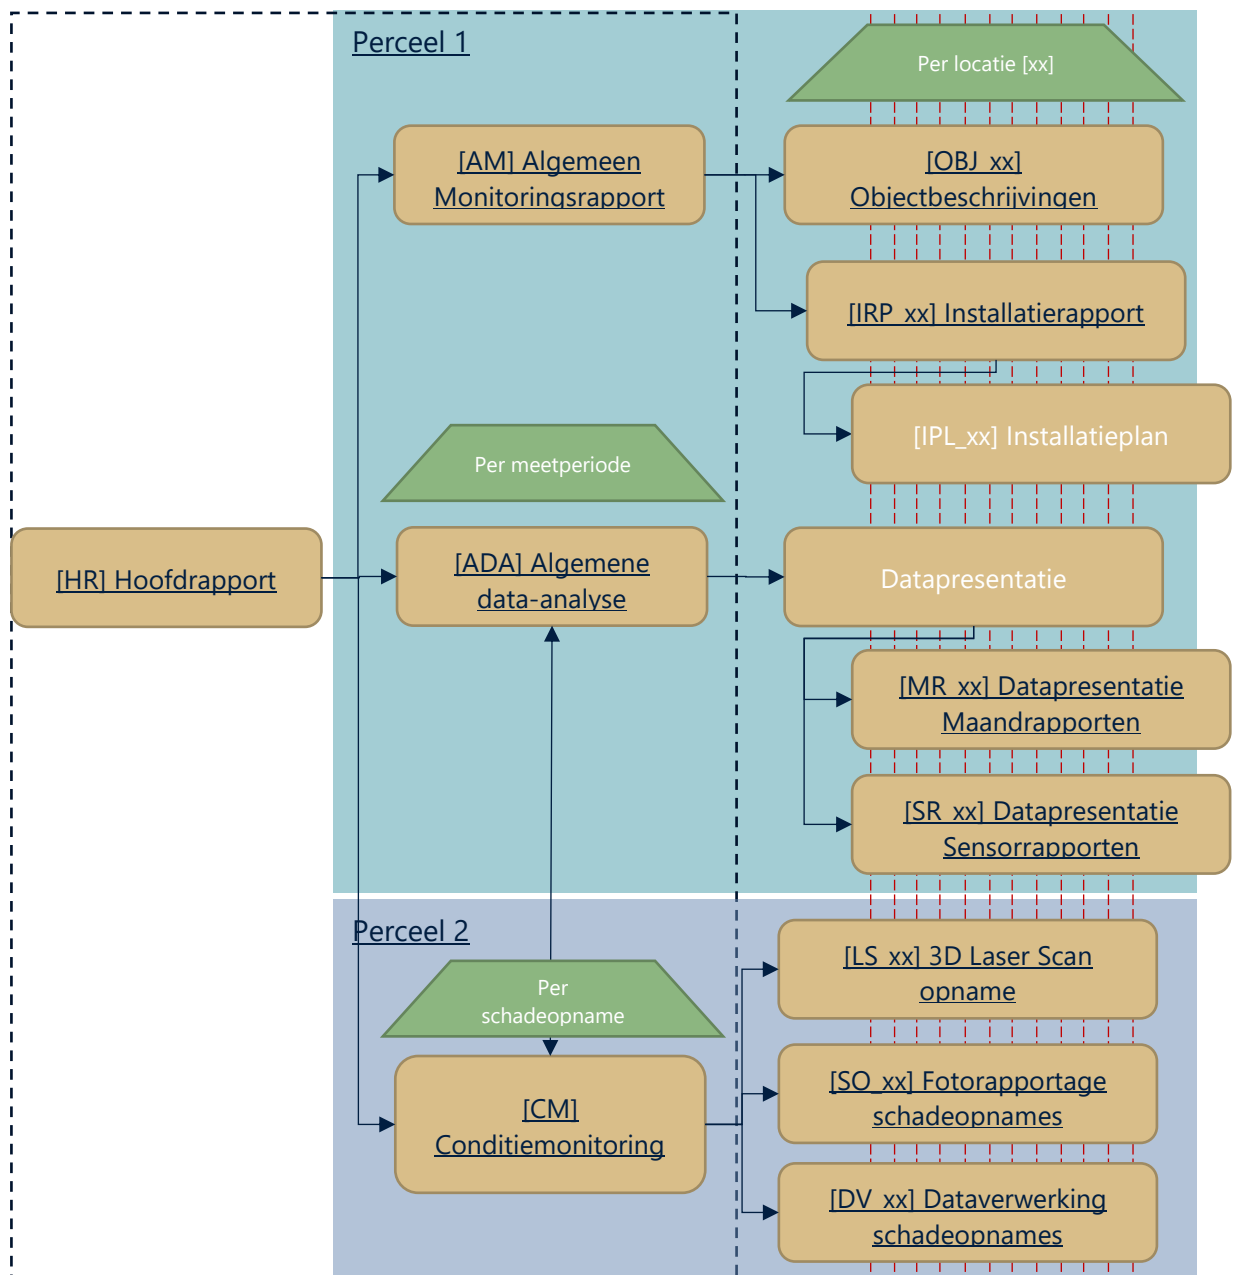 Perceel 1
Per locatie [xx]
[AM] Algemeen
Monitoringsrapport
[OBJ_xx]
Objectbeschrijvingen
[IRP_xx] Installatierapport
[IPL_xx] Installatieplan
Per meetperiode
[HR] Hoofdrapport
[ADA] Algemene
data-analyse
Datapresentatie
[MR_xx] Datapresentatie
Maandrapporten
[SR_xx] Datapresentatie
Sensorrapporten
Perceel 2
[LS_xx] 3D Laser Scan
opname
Per
schadeopname
[SO_xx] Fotorapportage
schadeopnames
[CM]
Conditiemonitoring
[DV_xx] Dataverwerking
schadeopnames